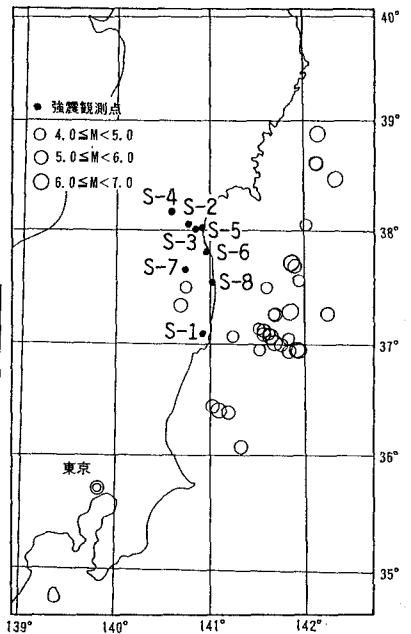 40°
39°
38°
37°
36°
35°
● 強震観測点
○ 4.0≦M<5.0
○ 5.0≦M<6.0
○ 6.0≦M<7.0
S-4
S-2
S-3
S-5
S-6
S-7
S-8
S-1
東京
139°
140°
141°
142°